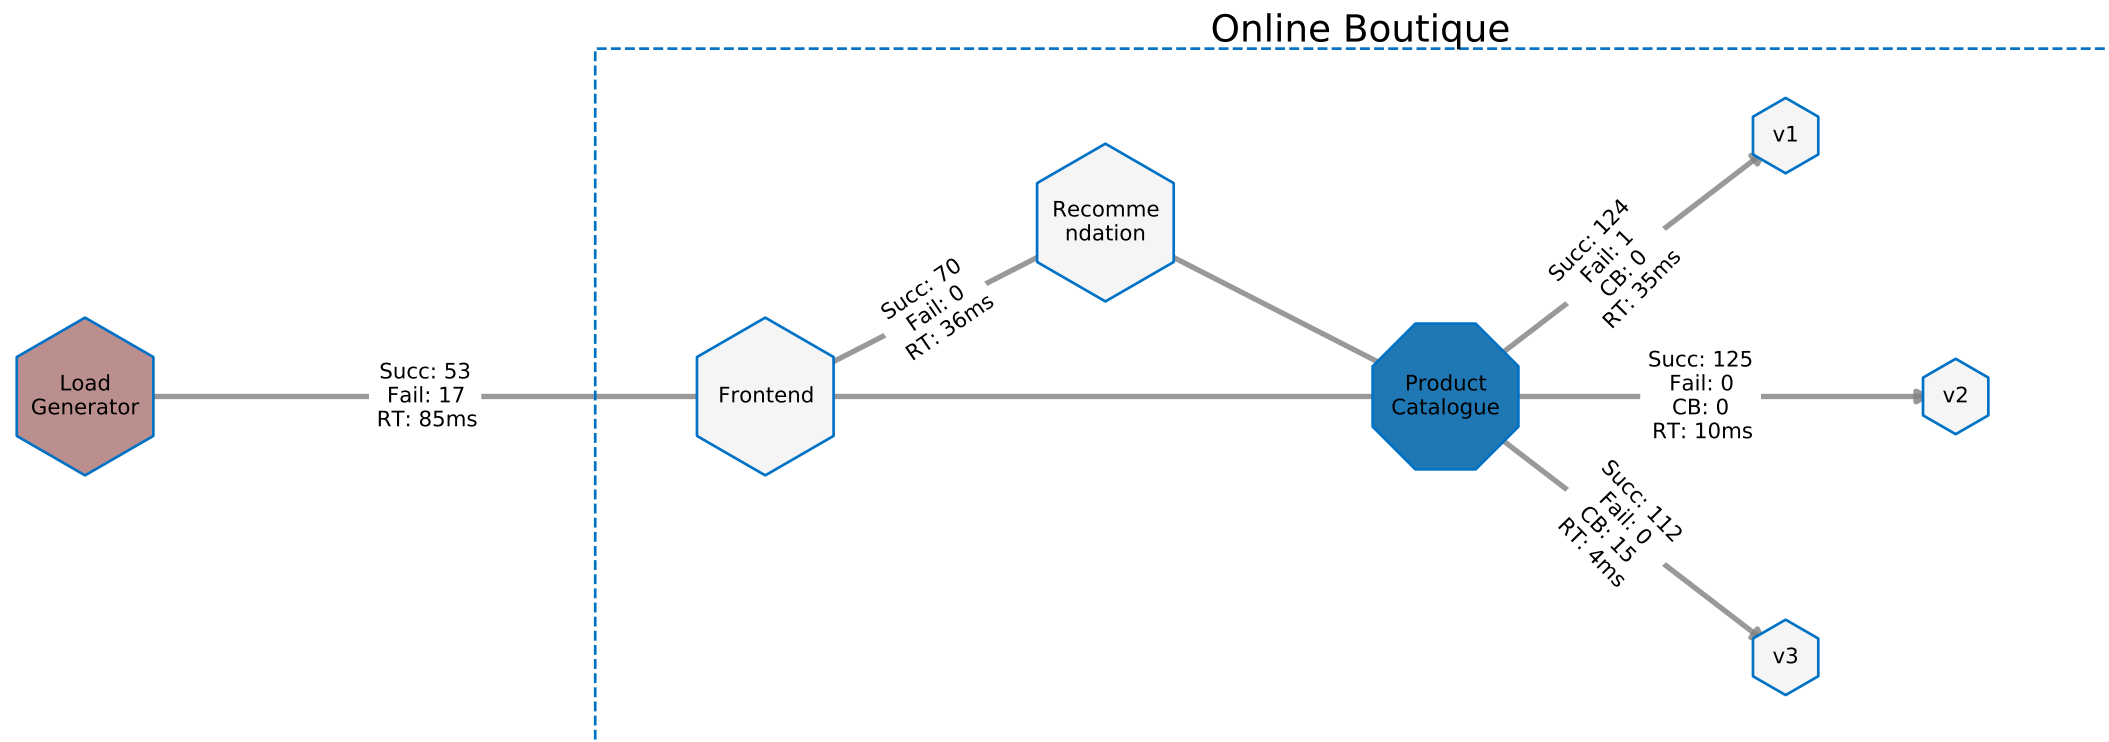 Online Boutique
Load
Generator
Succ: 53
Fail: 17
RT: 85ms
Frontend
Succ: 70
Fail: 0
RT: 36ms
Recomme
ndation
Product
Catalogue
Succ: 124
Fail: 1
CB: 0
RT: 35ms
v1
Succ: 125
Fail: 0
CB: 0
RT: 10ms
v2
Succ: 112
Fail: 0
CB: 15
RT: 4ms
v3